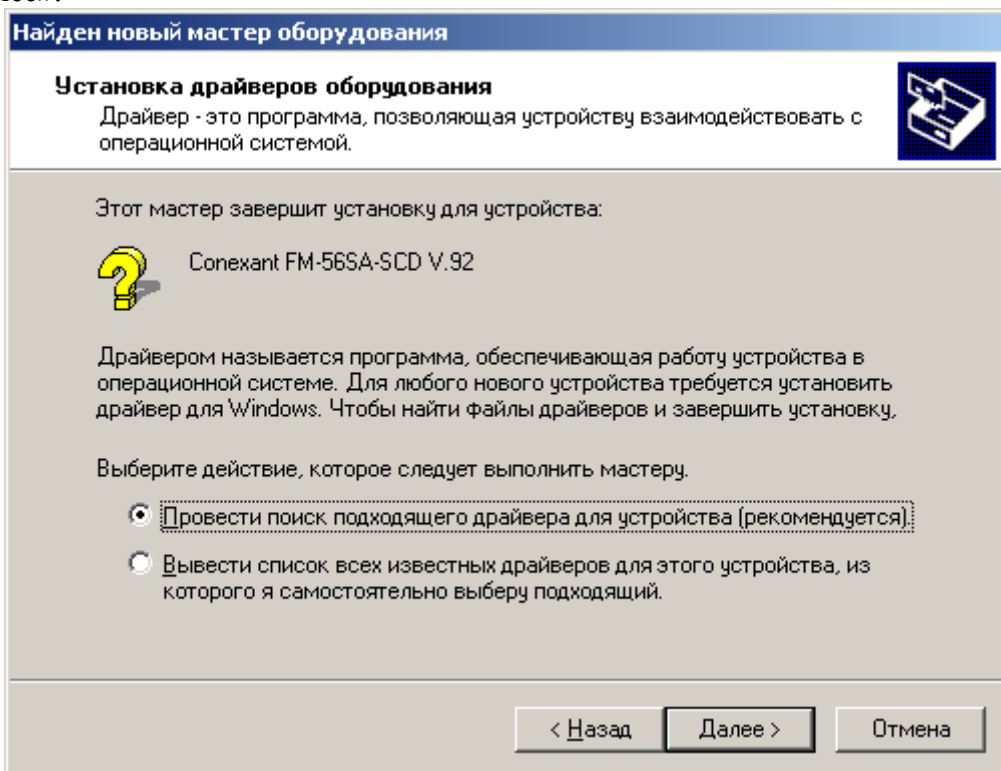 Найден новый мастер оборудования
Установка драйверов оборудования
Драйвер - это программа, позволяющая устройству взаимодействовать с
операционной системой.
Этот мастер завершит установку для устройства:
Conexant FM-56SA-SCD V.92
Драйвером называется программа, обеспечивающая работу устройства в
операционной системе. Для любого нового устройства требуется установить
драйвер для Windows. Чтобы найти файлы драйверов и завершить установку,
Выберите действие, которое следует выполнить мастеру.
Провести поиск подходящего драйвера для устройства (рекомендуется).
Вывести список всех известных драйверов для этого устройства, из
которого я самостоятельно выберу подходящий.
< Назад Далее > Отмена